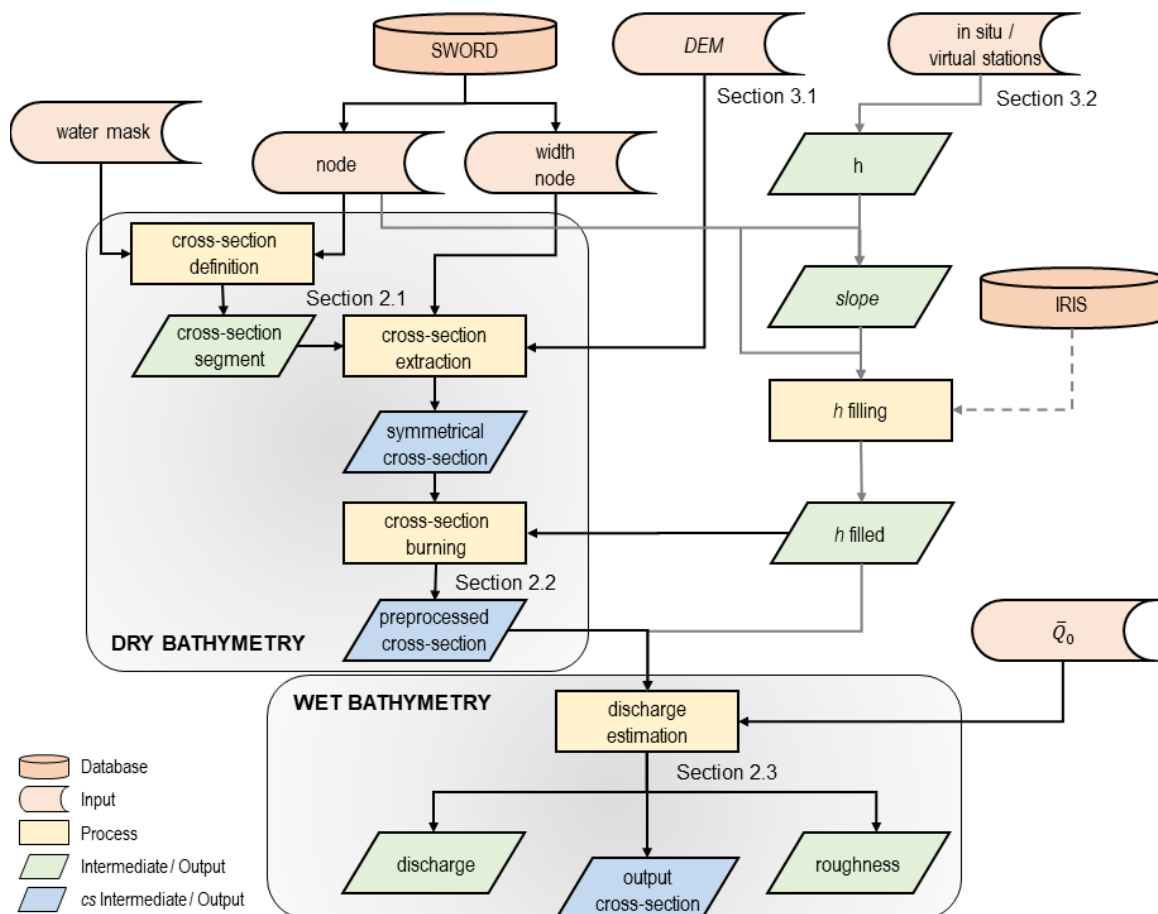 SWORD
DEM
in situ /
virtual stations
Section 3.1
Section 3.2
water mask
node
width
node
h
cross-section
definition
Section 2.1
slope
IRIS
cross-section
segment
cross-section
extraction
h filling
symmetrical
cross-section
cross-section
burning
h filled
Section 2.2
preprocessed
cross-section
DRY BATHYMETRY
Q̄₀
WET BATHYMETRY
discharge
estimation
Section 2.3
discharge
output
cross-section
roughness
Database
Input
Process
Intermediate / Output
cs Intermediate / Output